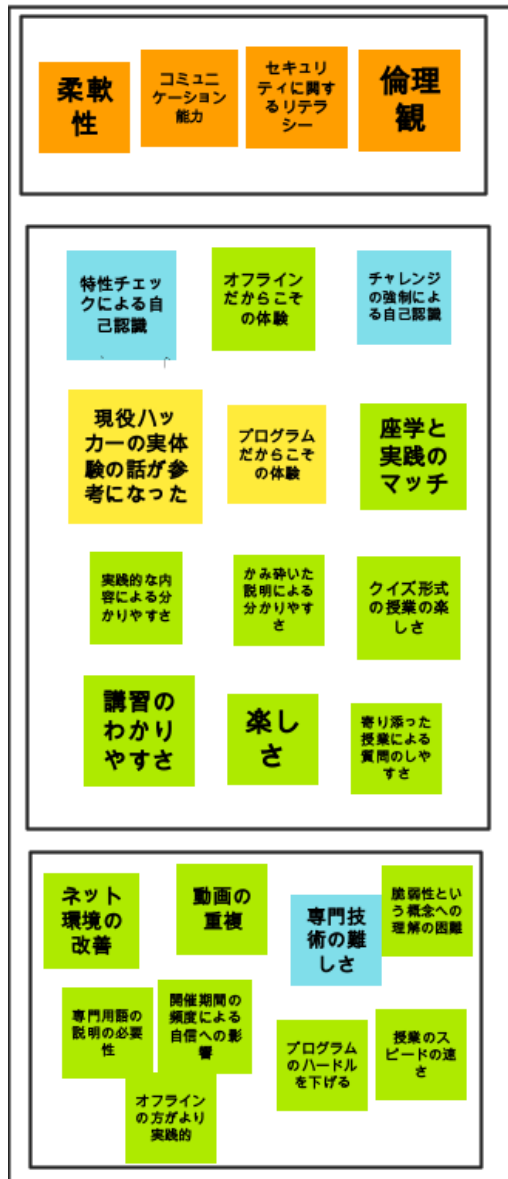 柔軟
性
コミュニ
ケーション
能力
セキュリ
ティに関す
るリテラ
シー
倫理
観
特性チェッ
クによる自
己認識
オフライン
だからこそ
の体験
チャレンジ
の強制によ
る自己認識
現役ハッ
カーの実体
験の話が参
考になった
プログラム
だからこそ
の体験
座学と
実践の
マッチ
実践的な内
容による分
かりやすさ
かみ砕いた
説明による
分かりやす
さ
クイズ形式
の授業の楽
しさ
講習の
わかり
やすさ
楽し
さ
寄り添った
授業による
質問のしや
すさ
ネット
環境の
改善
動画の
重複
専門技
術の難
しさ
脆弱性とい
う概念への
理解の困難
専門用語の
説明の必要
性
開催期間の
頻度による
自信への影
響
オフライン
の方がより
実践的
プログラム
のハードル
を下げる
授業のス
ピードの速
さ